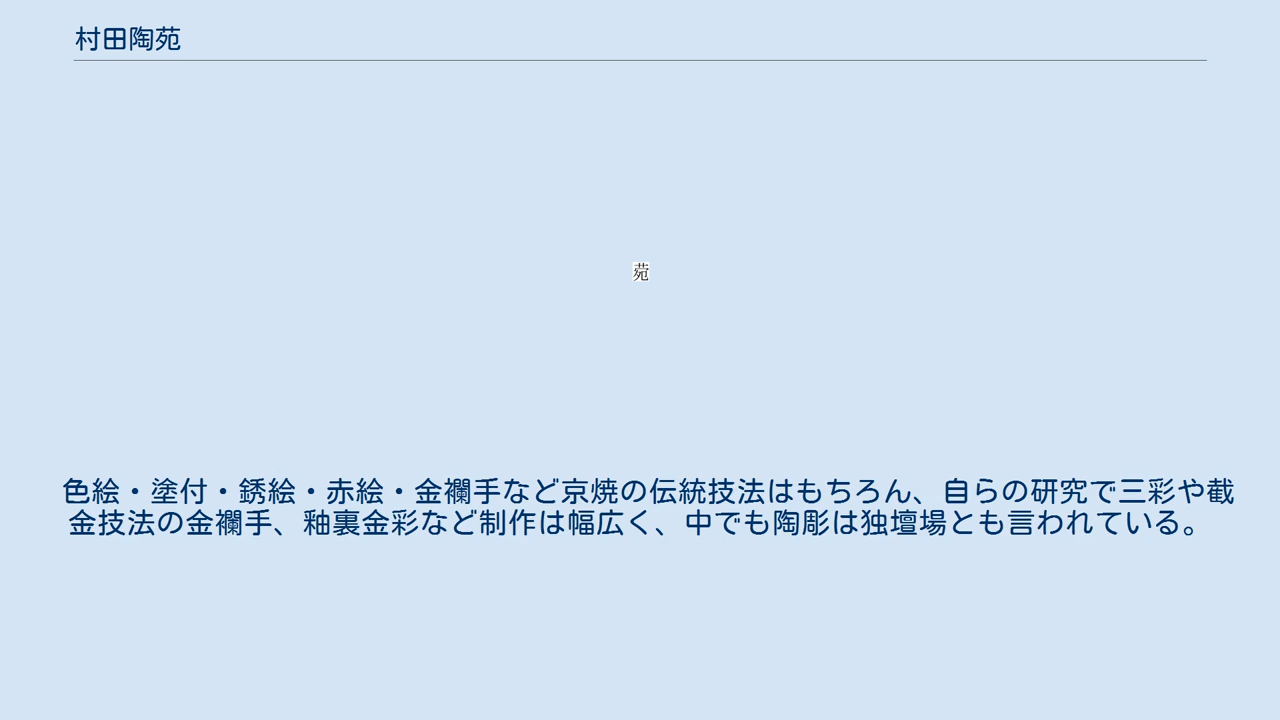 村田陶苑
苑
色絵・塗付・銹絵・赤絵・金襴手など京焼の伝統技法はもちろん、自らの研究で三彩や截
金技法の金襴手、釉裏金彩など制作は幅広く、中でも陶彫は独壇場とも言われている。